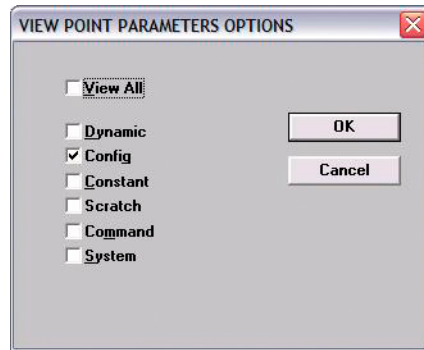 VIEW POINT PARAMETERS OPTIONS
View All
Dynamic
Config
Constant
Scratch
Command
System
OK
Cancel